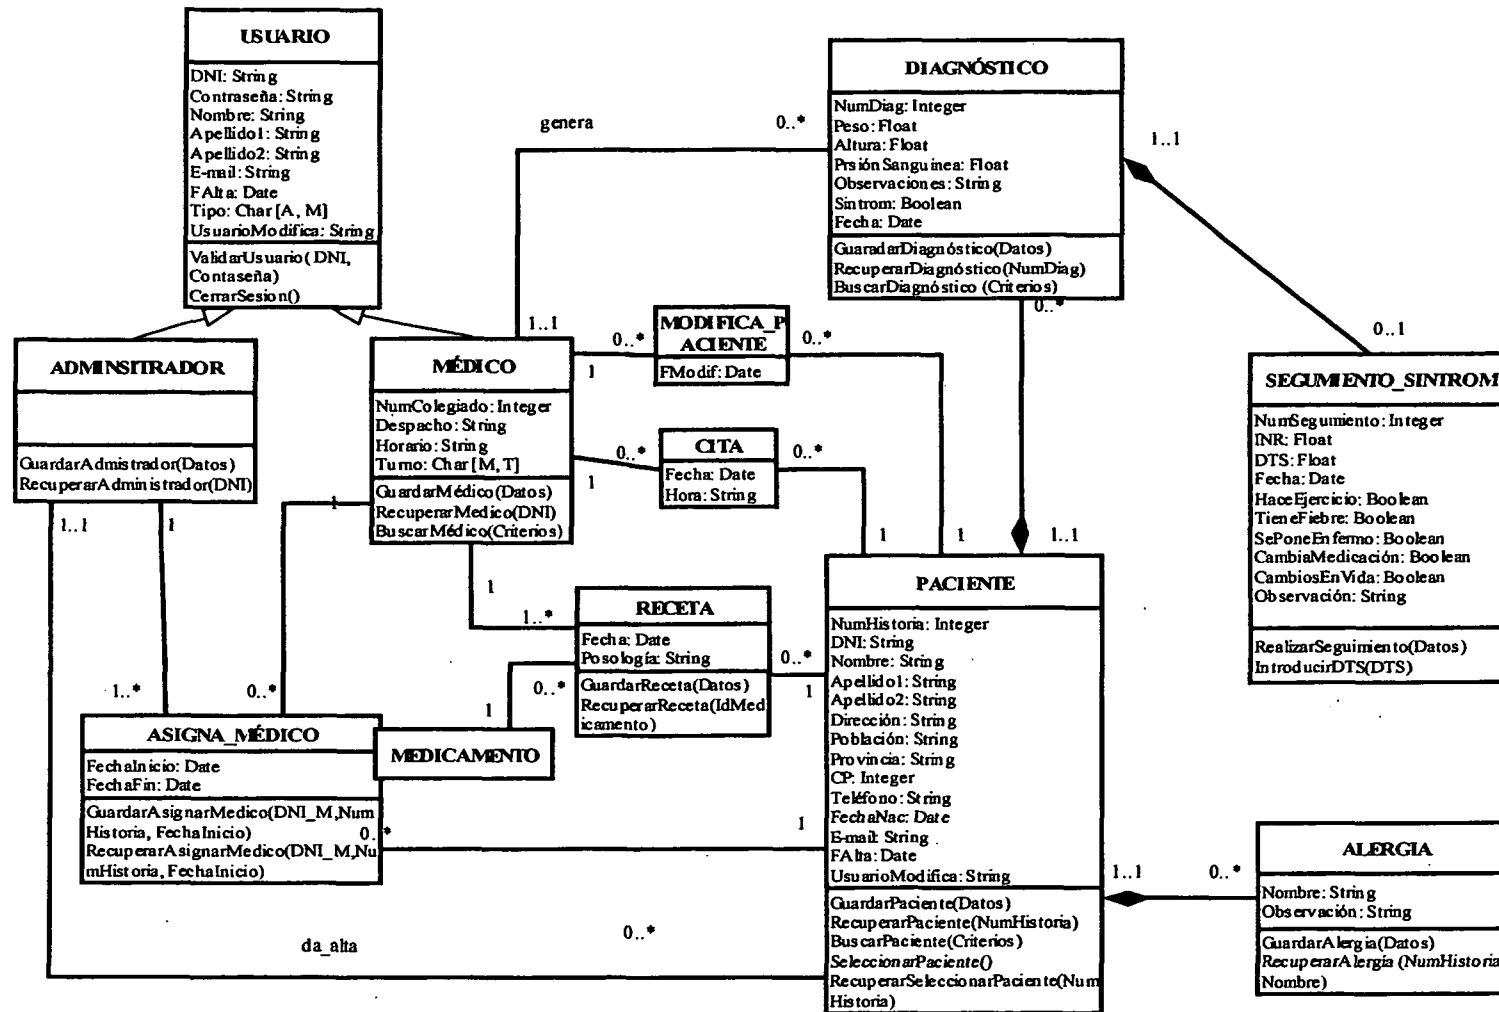 USUARIO
DNI: String
Contraseña: String
Nombre: String
Apellido1: String
Apellido2: String
E-mail: String
FAlta: Date
Tipo: Char [A, M]
UsuarioModifica: String
ValidarUsuario( DNI,
Contaseña)
CerrarSesion()
DIAGNÓSTICO
NumDiag: Integer
Peso: Float
Altura: Float
PrsiónSanguinea: Float
Observaciones: String
Sintrom: Boolean
Fecha: Date
GuaradarDiagnóstico(Datos)
RecuperarDiagnóstico(NumDiag)
BuscarDiagnóstico (Criterios)
genera
0..*
1..1
1..1
0..*
0..1
ADMINSITRADOR
GuardarAdmistrador(Datos)
RecuperarAdministrador(DNI)
1..1
1
MÉDICO
NumColegiado: Integer
Despacho: String
Horario: String
Turno: Char [M, T]
GuardarMédico(Datos)
RecuperarMedico(DNI)
BuscarMédico(Criterios)
0..*
1
MODIFICA_P
ACIENTE
FModif: Date
0..*
0..*
1
CITA
Fecha: Date
Hora: String
0..*
1
1
1..1
1
SEGUMIENTO_SINTROM
NumSegumiento: Integer
INR: Float
DTS: Float
Fecha: Date
HaceEjercicio: Boolean
TieneFiebre: Boolean
SePoneEnfermo: Boolean
CambiaMedicación: Boolean
CambiosEnVida: Boolean
Observación: String
RealizarSeguimiento(Datos)
IntroducirDTS(DTS)
1
1..*
RECETA
Fecha: Date
Posología: String
GuardarReceta(Datos)
RecuperarReceta(IdMed
icamento)
0..*
1
0..*
1
MEDICAMENTO
1..*
0..*
ASIGNA_MÉDICO
FechaInicio: Date
FechaFin: Date
GuardarAsignarMedico(DNI_M,Num
Historia, FechaInicio)
RecuperarAsignarMedico(DNI_M,Nu
mHistoria, FechaInicio)
0..*
1
PACIENTE
NumHistoria: Integer
DNI: String
Nombre: String
Apellido1: String
Apellido2: String
Dirección: String
Población: String
Provincia: String
CP: Integer
Teléfono: String
FechaNac: Date
E-mail: String
FAlta: Date
UsuarioModifica: String
GuardarPaciente(Datos)
RecuperarPaciente(NumHistoria)
BuscarPaciente(Criterios)
SeleccionarPaciente()
RecuperarSeleccionarPaciente(Num
Historia)
da_alta
0..*
1..1
0..*
ALERGIA
Nombre: String
Observación: String
GuardarAlergia(Datos)
RecuperarAlergía (NumHistoria
Nombre)